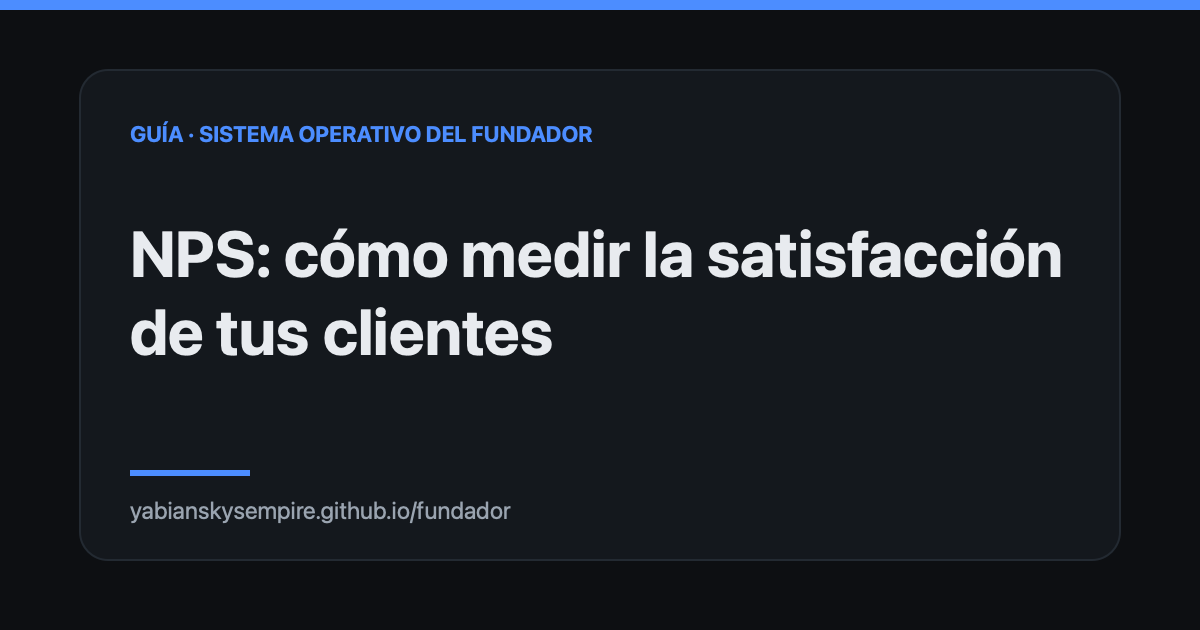 GUÍA · SISTEMA OPERATIVO DEL FUNDADOR
NPS: cómo medir la satisfacción
de tus clientes
yabianskysempire.github.io/fundador